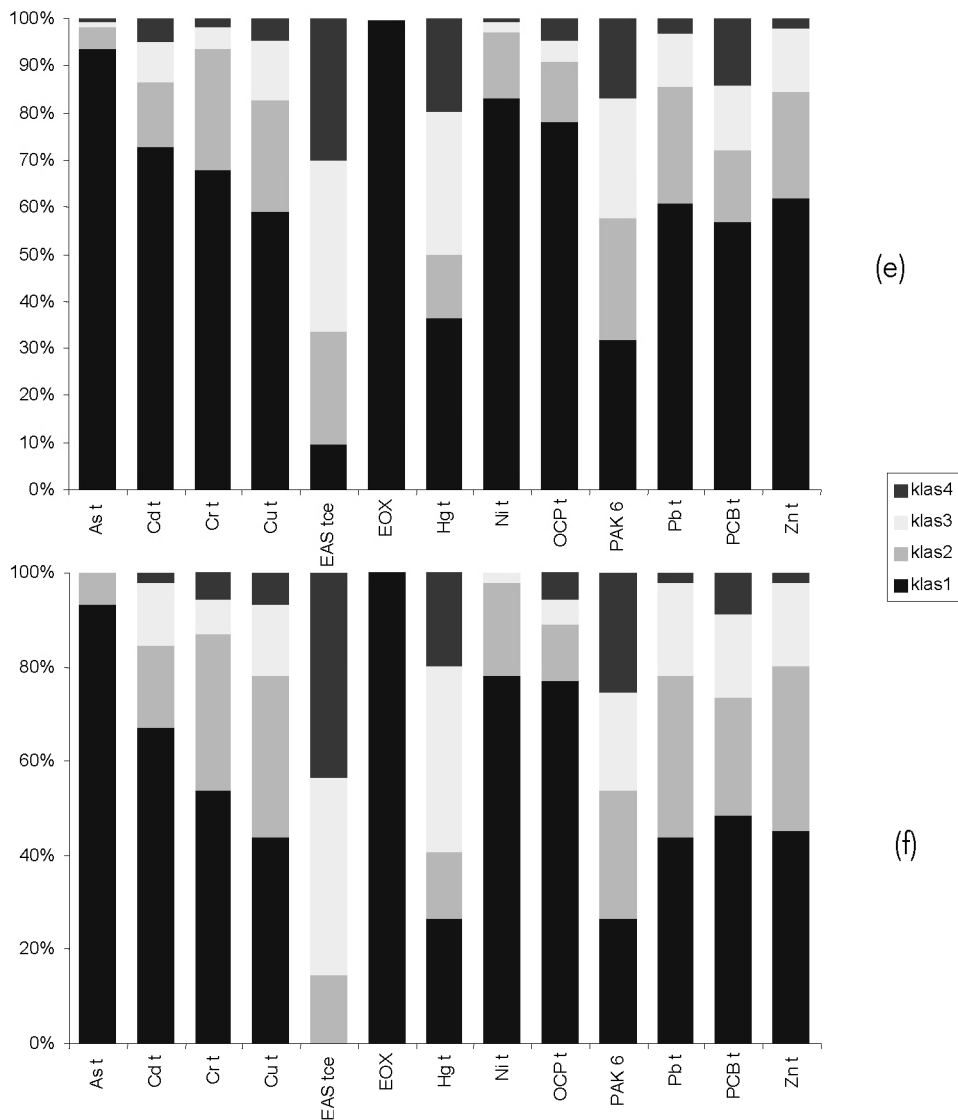 100%
90%
80%
70%
60%
50%
40%
30%
20%
10%
0%
As t
Cd t
Cr t
Cu t
EAS tce
EOX
Hg t
Ni t
OCP t
PAK 6
Pb t
PCB t
Zn t
(e)
klas4
klas3
klas2
klas1
100%
80%
60%
40%
20%
0%
As t
Cd t
Cr t
Cu t
EAS tce
EOX
Hg t
Ni t
OCP t
PAK 6
Pb t
PCB t
Zn t
(f)